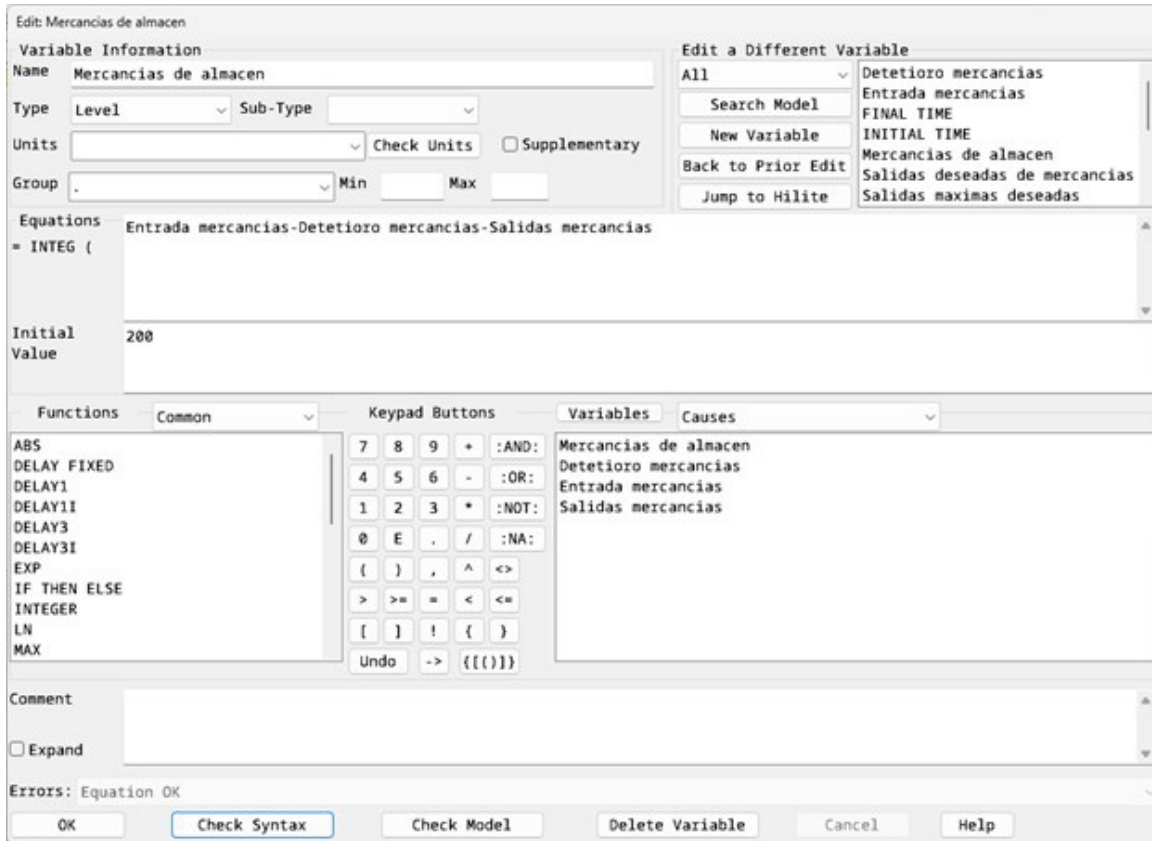 Edit: Mercancias de almacen
Variable Information
Name Mercancias de almacen
Type Level Sub-Type
Units Check Units Supplementary
Group . Min Max
Edit a Different Variable
All
Search Model
New Variable
Back to Prior Edit
Jump to Hilite
Detetioro mercancias
Entrada mercancias
FINAL TIME
INITIAL TIME
Mercancias de almacen
Salidas deseadas de mercancias
Salidas maximas deseadas
Equations
= INTEG (
Entrada mercancias-Detetioro mercancias-Salidas mercancias
Initial
Value
200
Functions Common
ABS
DELAY FIXED
DELAY1
DELAY1I
DELAY3
DELAY3I
EXP
IF THEN ELSE
INTEGER
LN
MAX
Keypad Buttons
7 8 9 + :AND:
4 5 6 - :OR:
1 2 3 * :NOT:
0 E . / :NA:
( ) , ^ <>
> >= = < <=
[ ] ! { }
Undo -> {[()]}
Variables Causes
Mercancias de almacen
Detetioro mercancias
Entrada mercancias
Salidas mercancias
Comment
Expand
Errors: Equation OK
OK Check Syntax Check Model Delete Variable Cancel Help